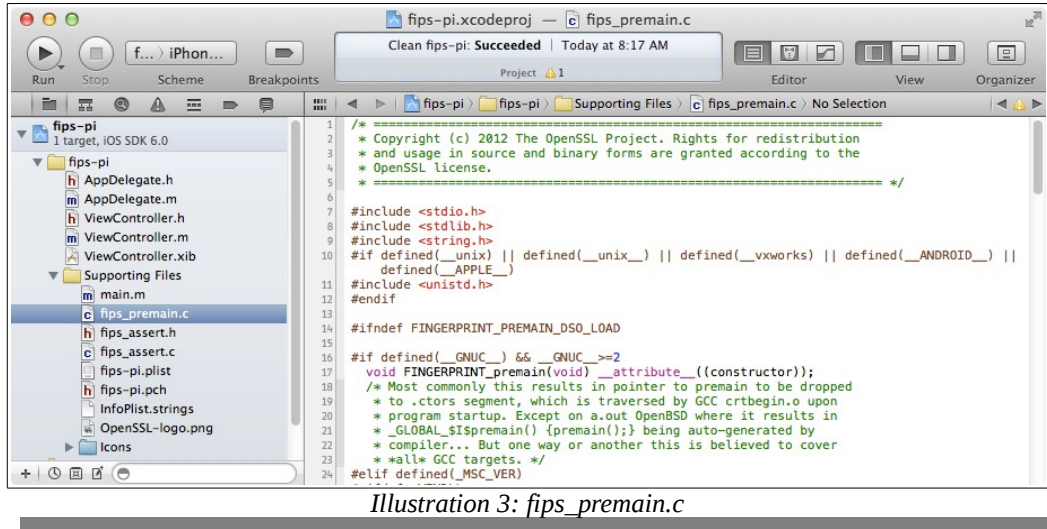 fips-pi.xcodeproj — c fips_premain.c
Clean fips-pi: Succeeded | Today at 8:17 AM
f... 〉 iPhon...
Project 1
Run Stop Scheme Breakpoints Editor View Organizer
fips-pi 〉 fips-pi 〉 Supporting Files 〉 c fips_premain.c 〉 No Selection
fips-pi
1 target, iOS SDK 6.0
fips-pi
h AppDelegate.h
m AppDelegate.m
h ViewController.h
m ViewController.m
ViewController.xib
Supporting Files
m main.m
c fips_premain.c
h fips_assert.h
c fips_assert.c
fips-pi.plist
h fips-pi.pch
InfoPlist.strings
OpenSSL-logo.png
Icons
1 /* =====================================================================
2 * Copyright (c) 2012 The OpenSSL Project. Rights for redistribution
3 * and usage in source and binary forms are granted according to the
4 * OpenSSL license.
5 * ===================================================================== */
6
7 #include <stdio.h>
8 #include <stdlib.h>
9 #include <string.h>
10 #if defined(__unix) || defined(__unix__) || defined(__vxworks) || defined(__ANDROID__) ||
defined(__APPLE__)
11 #include <unistd.h>
12 #endif
13
14 #ifndef FINGERPRINT_PREMAIN_DSO_LOAD
15
16 #if defined(__GNUC__) && __GNUC__>=2
17 void FINGERPRINT_premain(void) __attribute__((constructor));
18 /* Most commonly this results in pointer to premain to be dropped
19 * to .ctors segment, which is traversed by GCC crtbegin.o upon
20 * program startup. Except on a.out OpenBSD where it results in
21 * _GLOBAL_$I$premain() {premain();} being auto-generated by
22 * compiler... But one way or another this is believed to cover
23 * *all* GCC targets. */
24 #elif defined(_MSC_VER)
Illustration 3: fips_premain.c